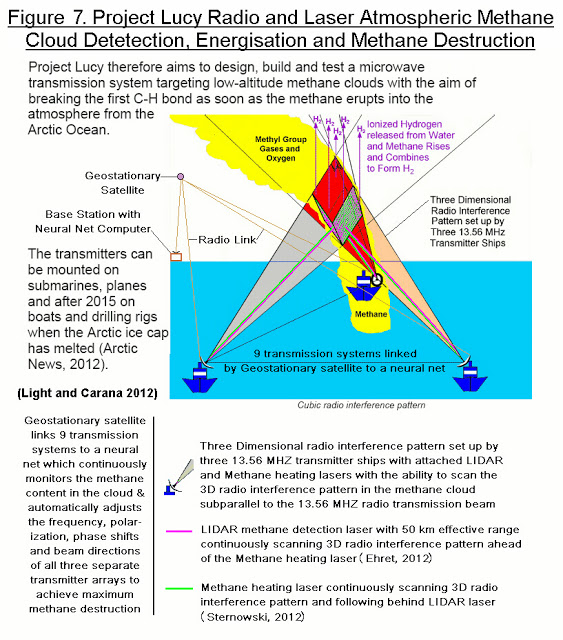 Figure 7. Project Lucy Radio and Laser Atmospheric Methane
Cloud Detetection, Energisation and Methane Destruction
Project Lucy therefore aims to design, build and test a microwave
transmission system targeting low-altitude methane clouds with the aim of
breaking the first C-H bond as soon as the methane erupts into the
atmosphere from the
Arctic Ocean.
H2 H2 H2 H2 H2
Methyl Group
Gases and
Oxygen
Ionized Hydrogen
released from Water
and Methane Rises
and Combines
to Form H2
Geostationary
Satellite
Base Station with
Neural Net Computer
Radio Link
Three Dimensional
Radio Interference
Pattern set up by
Three 13.56 MHz
Transmitter Ships
The transmitters can
be mounted on
submarines, planes
and after 2015 on
boats and drilling rigs
when the Arctic ice cap
has melted (Arctic
News, 2012).
Methane
9 transmission systems linked
by Geostationary satellite to a neural net
(Light and Carana 2012)
Cubic radio interference pattern
Geostationary satellite
links 9 transmission
systems to a neural
net which continuously
monitors the methane
content in the cloud &
automatically adjusts
the frequency, polar-
ization, phase shifts
and beam directions
of all three separate
transmitter arrays to
achieve maximum
methane destruction
Three Dimensional radio interference pattern set up by
three 13.56 MHZ transmitter ships with attached LIDAR
and Methane heating lasers with the ability to scan the
3D radio interference pattern in the methane cloud
subparallel to the 13.56 MHZ radio transmission beam
LIDAR methane detection laser with 50 km effective range
continuously scanning 3D radio interference pattern ahead
of the Methane heating laser ( Ehret, 2012)
Methane heating laser continuously scanning 3D radio
interference pattern and following behind LIDAR laser
( Sternowski, 2012)